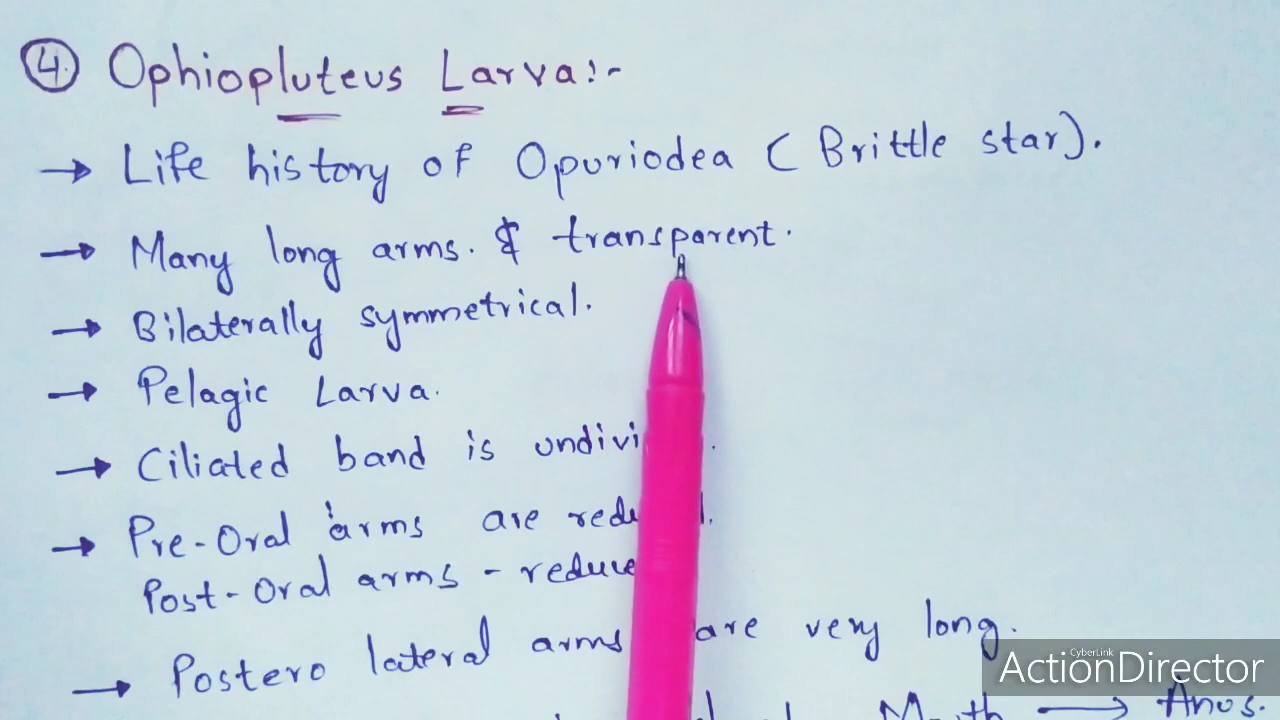 4. Ophiopluteus Larva:-
→ Life history of Opuriodea (Brittle star).
→ Many long arms. & transparent.
→ Bilaterally symmetrical.
→ Pelagic Larva.
→ Ciliated band is undivi
→ Pre-Oral arms are redu
Post-Oral arms - reduce
→ Postero lateral arms are very long.
→ Anus.
CyberLink
ActionDirector